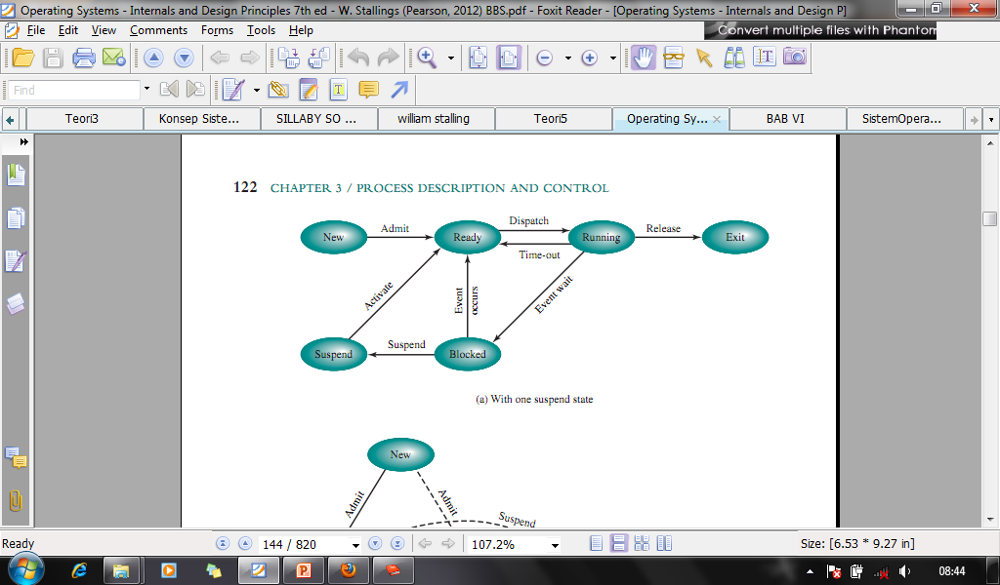 Operating Systems - Internals and Design Principles 7th ed - W. Stallings (Pearson, 2012) BBS.pdf - Foxit Reader - [Operating Systems - Internals and Design P]
File Edit View Comments Forms Tools Help
Convert multiple files with Phantom
Find
Teori3 Konsep Siste... SILLABY SO ... william stalling Teori5 Operating Sy... BAB VI SistemOpera...
122 CHAPTER 3 / PROCESS DESCRIPTION AND CONTROL
Dispatch
New Admit Ready Running Release Exit
Time-out
Activate
Event occurs
Event wait
Suspend Suspend Blocked
(a) With one suspend state
New
Admit
Admit
Suspend
Ready 144 / 820 107.2% Size: [6.53 * 9.27 in]
08:44